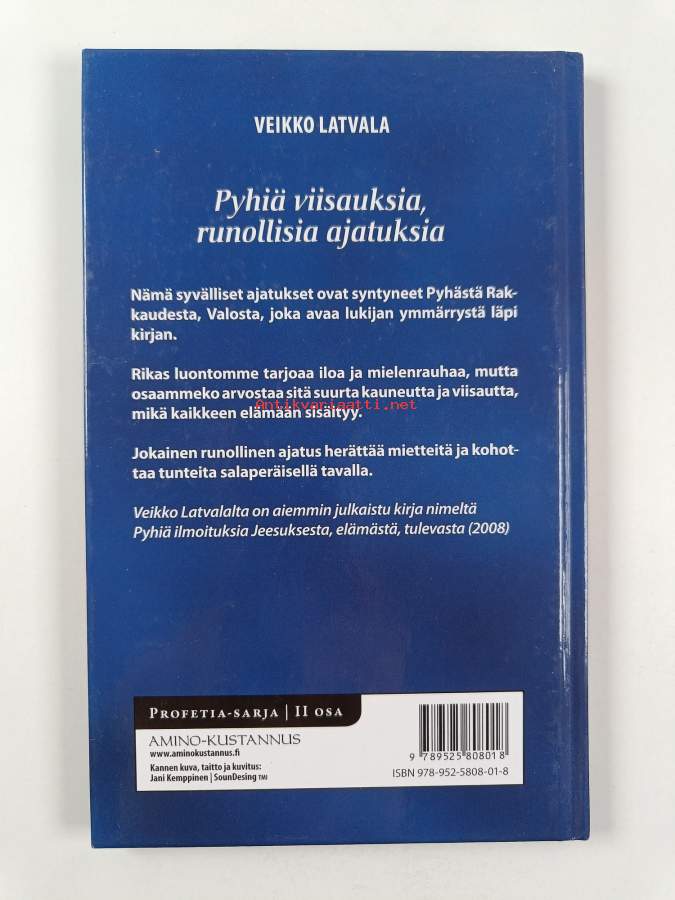 VEIKKO LATVALA
Pyhiä viisauksia,
runollisia ajatuksia
Nämä syvälliset ajatukset ovat syntyneet Pyhästä Rak-
kaudesta, Valosta, joka avaa lukijan ymmärrystä läpi
kirjan.
Rikas luontomme tarjoaa iloa ja mielenrauhaa, mutta
osaammeko arvostaa sitä suurta kauneutta ja viisautta,
Antikvariaatti.net
mikä kaikkeen elämään sisältyy.
Jokainen runollinen ajatus herättää mietteitä ja kohot-
taa tunteita salaperäisellä tavalla.
Veikko Latvalalta on aiemmin julkaistu kirja nimeltä
Pyhiä ilmoituksia Jeesuksesta, elämästä, tulevasta (2008)
PROFETIA-SARJA | II OSA
AMINO-KUSTANNUS
www.aminokustannus.fi
Kannen kuva, taitto ja kuvitus:
Jani Kemppinen | SounDesing TMI
9 789525 808018
ISBN 978-952-5808-01-8